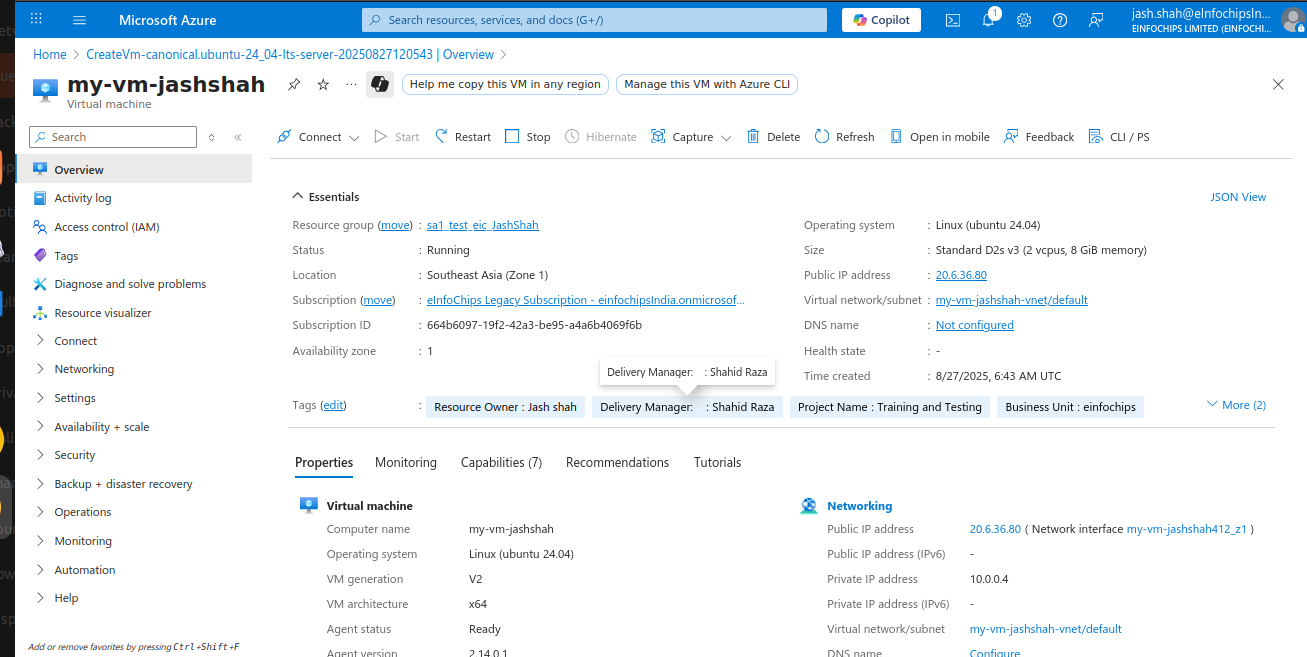 Microsoft Azure
Search resources, services, and docs (G+/)
Copilot
1
jash.shah@eInfochipsIn...
EINFOCHIPS LIMITED (EINFOCHI...
Home > CreateVm-canonical.ubuntu-24_04-lts-server-20250827120543 | Overview >
my-vm-jashshah
Virtual machine
Help me copy this VM in any region
Manage this VM with Azure CLI
Search
Connect
Start
Restart
Stop
Hibernate
Capture
Delete
Refresh
Open in mobile
Feedback
CLI / PS
Overview
Activity log
Access control (IAM)
Tags
Diagnose and solve problems
Resource visualizer
Connect
Networking
Settings
Availability + scale
Security
Backup + disaster recovery
Operations
Monitoring
Automation
Help
Add or remove favorites by pressing Ctrl+Shift+F
Essentials
JSON View
Resource group (move) : sa1_test_eic_JashShah
Status : Running
Location : Southeast Asia (Zone 1)
Subscription (move) : eInfoChips Legacy Subscription - einfochipsIndia.onmicrosof...
Subscription ID : 664b6097-19f2-42a3-be95-a4a6b4069f6b
Availability zone : 1
Operating system : Linux (ubuntu 24.04)
Size : Standard D2s v3 (2 vcpus, 8 GiB memory)
Public IP address : 20.6.36.80
Virtual network/subnet : my-vm-jashshah-vnet/default
DNS name : Not configured
Health state : -
Time created : 8/27/2025, 6:43 AM UTC
Delivery Manager: : Shahid Raza
Tags (edit) : Resource Owner : Jash shah Delivery Manager: : Shahid Raza Project Name : Training and Testing Business Unit : einfochips More (2)
Properties
Monitoring
Capabilities (7)
Recommendations
Tutorials
Virtual machine
Computer name my-vm-jashshah
Operating system Linux (ubuntu 24.04)
VM generation V2
VM architecture x64
Agent status Ready
Agent version 2.14.0.1
Networking
Public IP address 20.6.36.80 ( Network interface my-vm-jashshah412_z1 )
Public IP address (IPv6) -
Private IP address 10.0.0.4
Private IP address (IPv6) -
Virtual network/subnet my-vm-jashshah-vnet/default
DNS name Configure